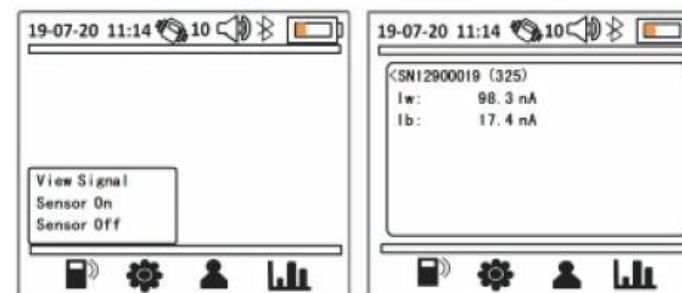 19-07-20 11:14 10
View Signal
Sensor On
Sensor Off
19-07-20 11:14 10
<SN12900019 (325)
Iw: 98.3 nA
Ib: 17.4 nA